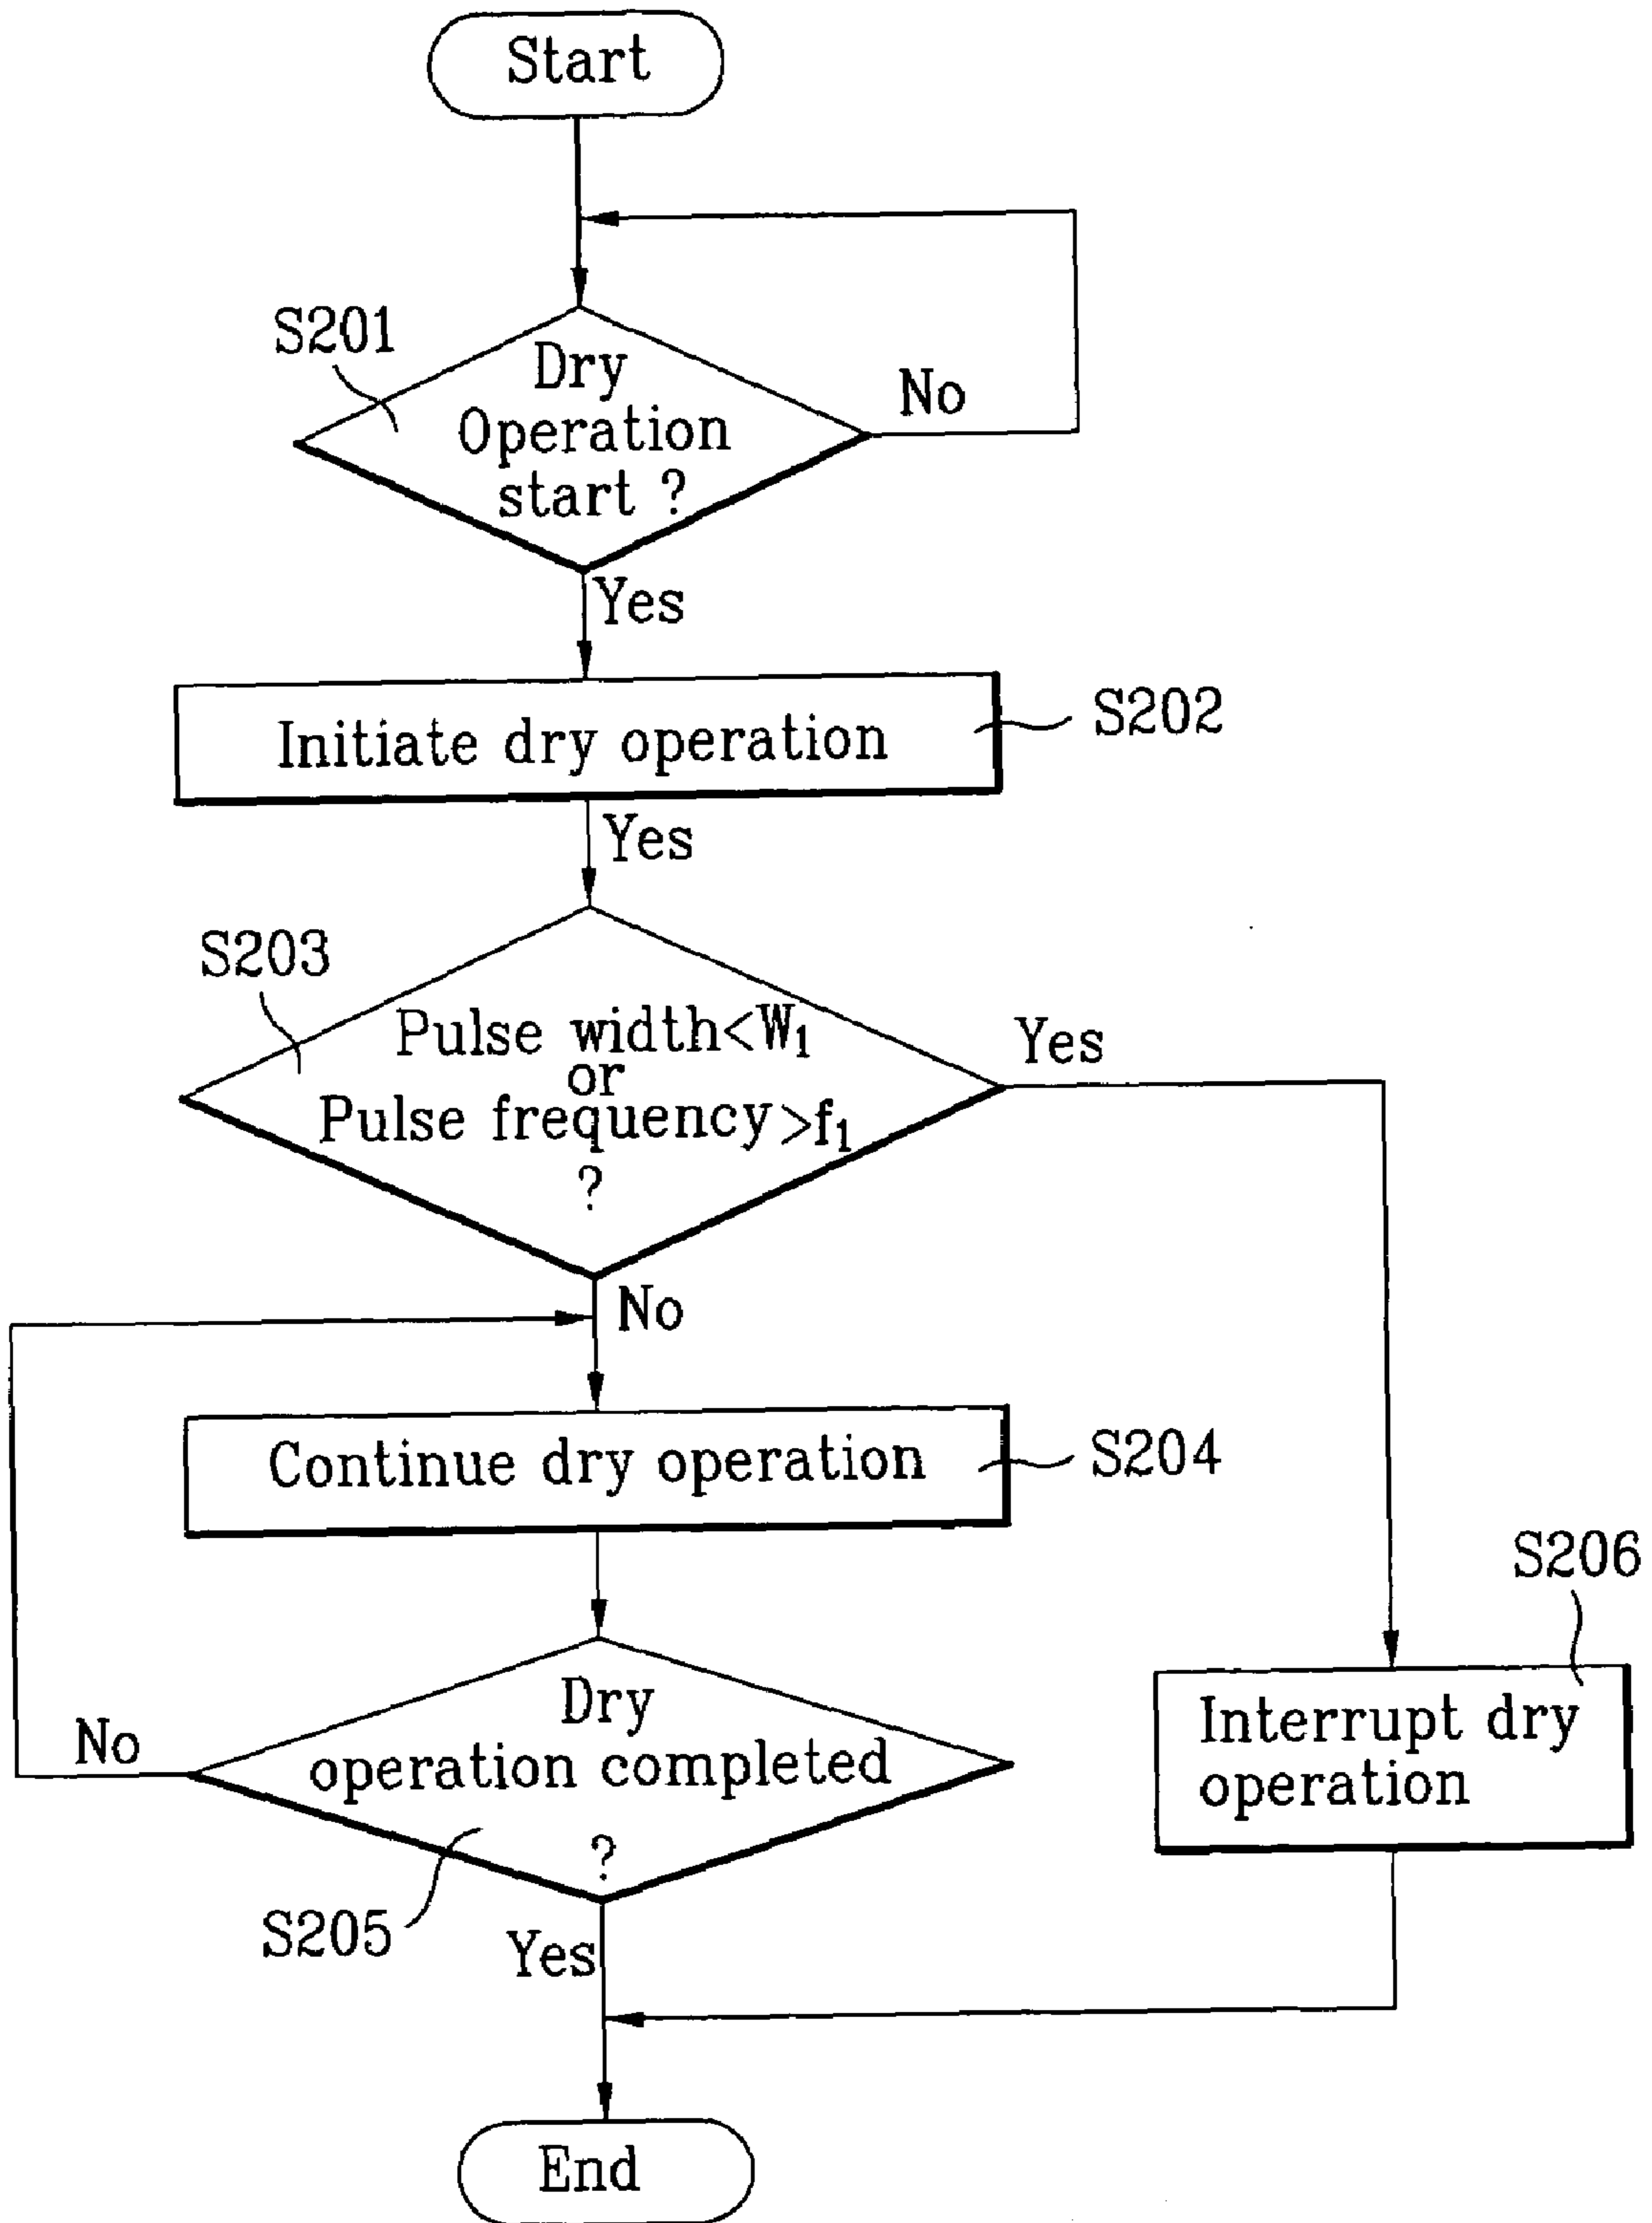 Start
S201
Dry
Operation
start ?
No
Yes
Initiate dry operation
S202
Yes
S203
Pulse width<W₁
or
Pulse frequency>f₁
?
Yes
No
Continue dry operation
S204
S206
Dry
operation completed
?
No
Interrupt dry
operation
S205
Yes
End